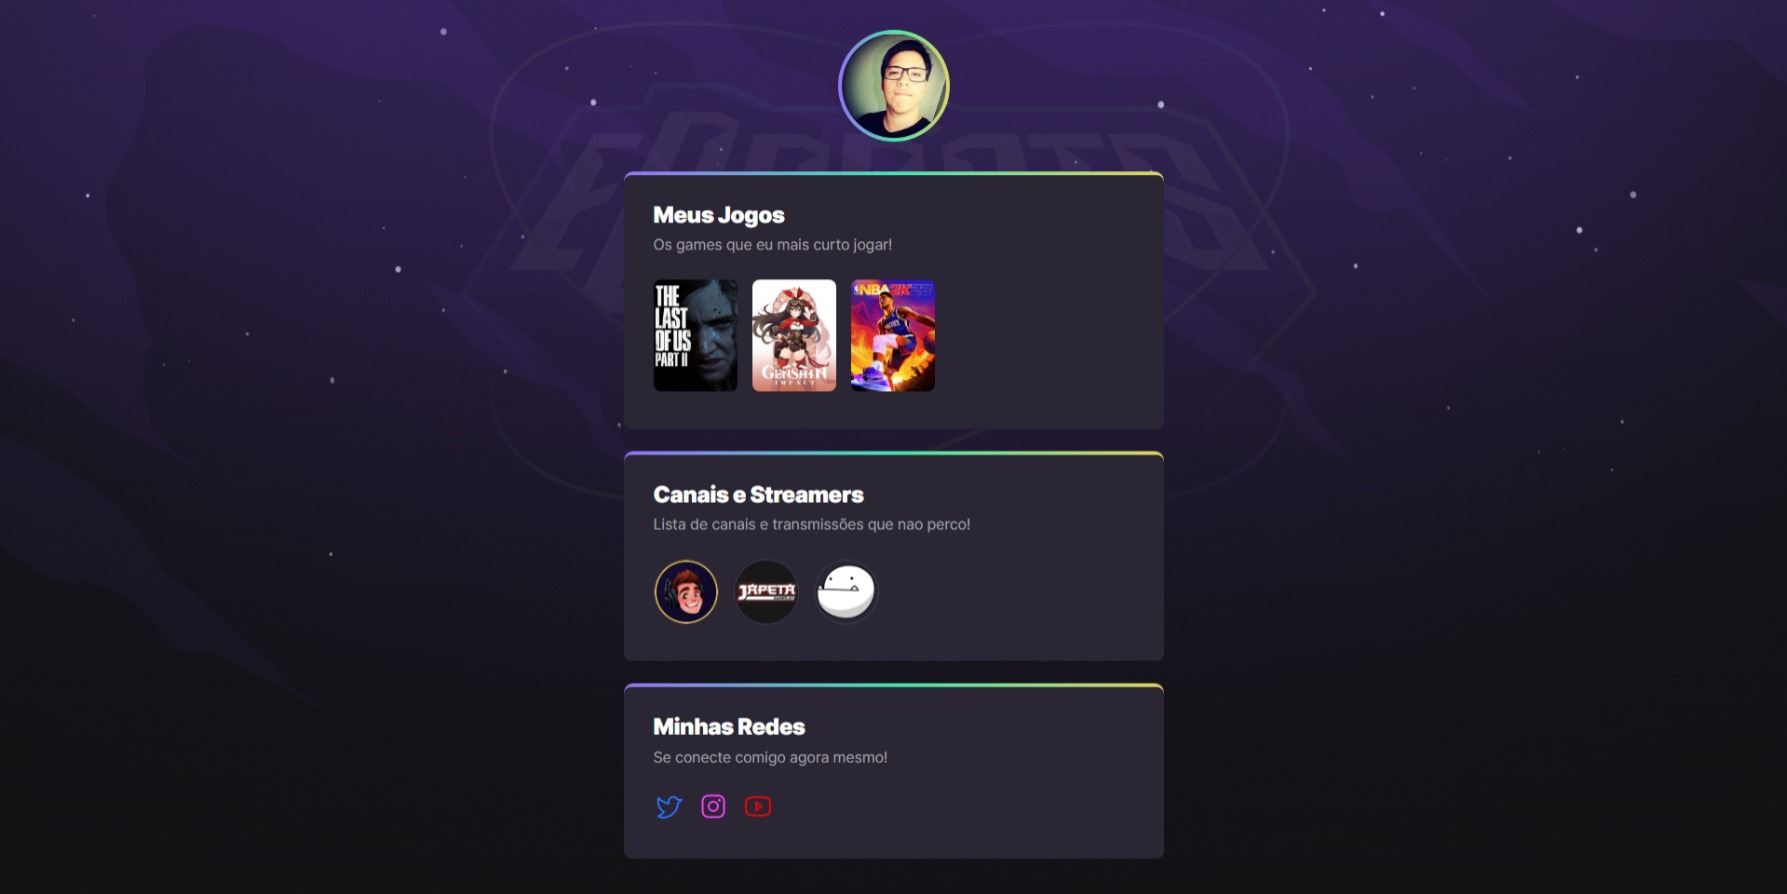 ESPORTS
Meus Jogos
Os games que eu mais curto jogar!
THE
LAST
OF US
PART II
GENSHIN
IMPACT
NBA 2K23
Canais e Streamers
Lista de canais e transmissões que nao perco!
JAPETA
Minhas Redes
Se conecte comigo agora mesmo!